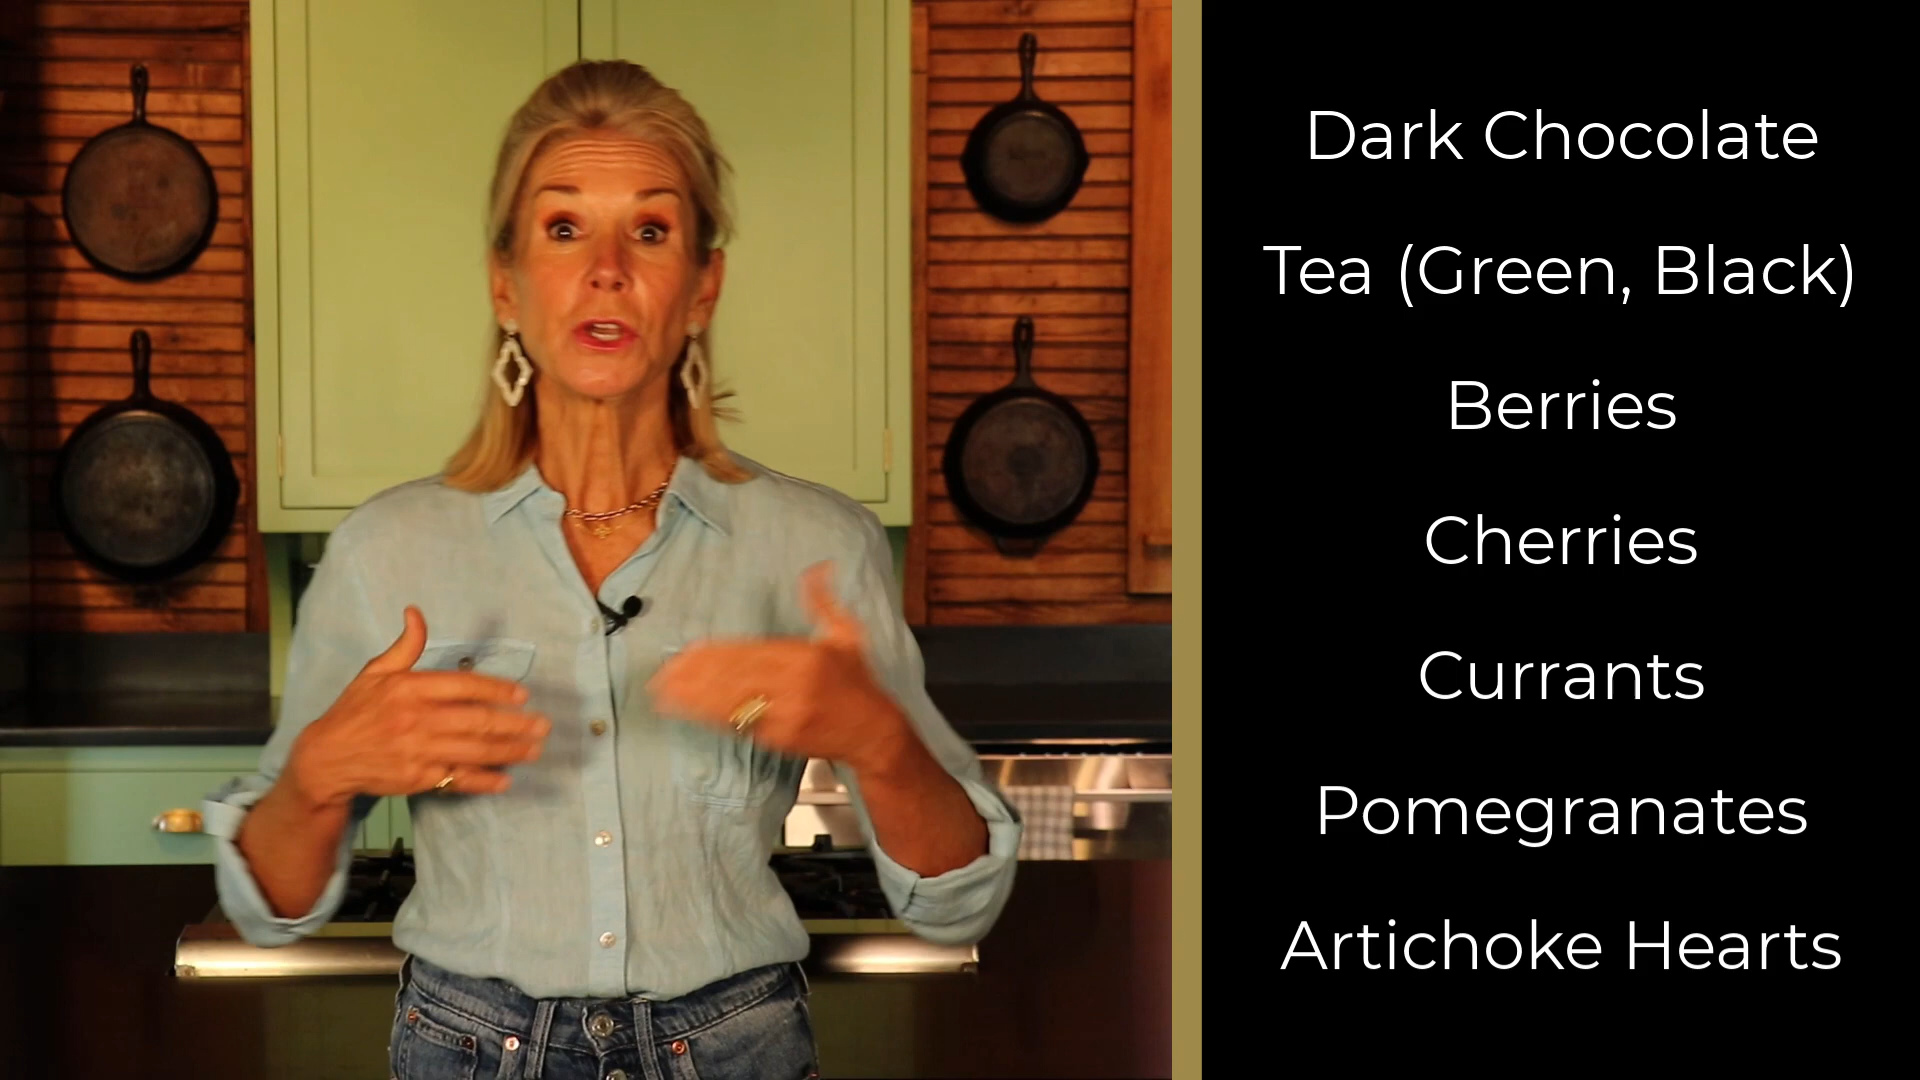 Dark Chocolate
Tea (Green, Black)
Berries
Cherries
Currants
Pomegranates
Artichoke Hearts